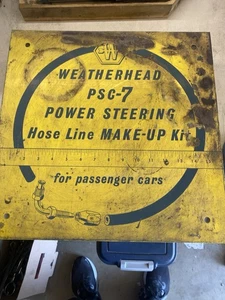 WEATHERHEAD
PSC-7
POWER STEERING
Hose Line MAKE-UP Kit
for passenger cars